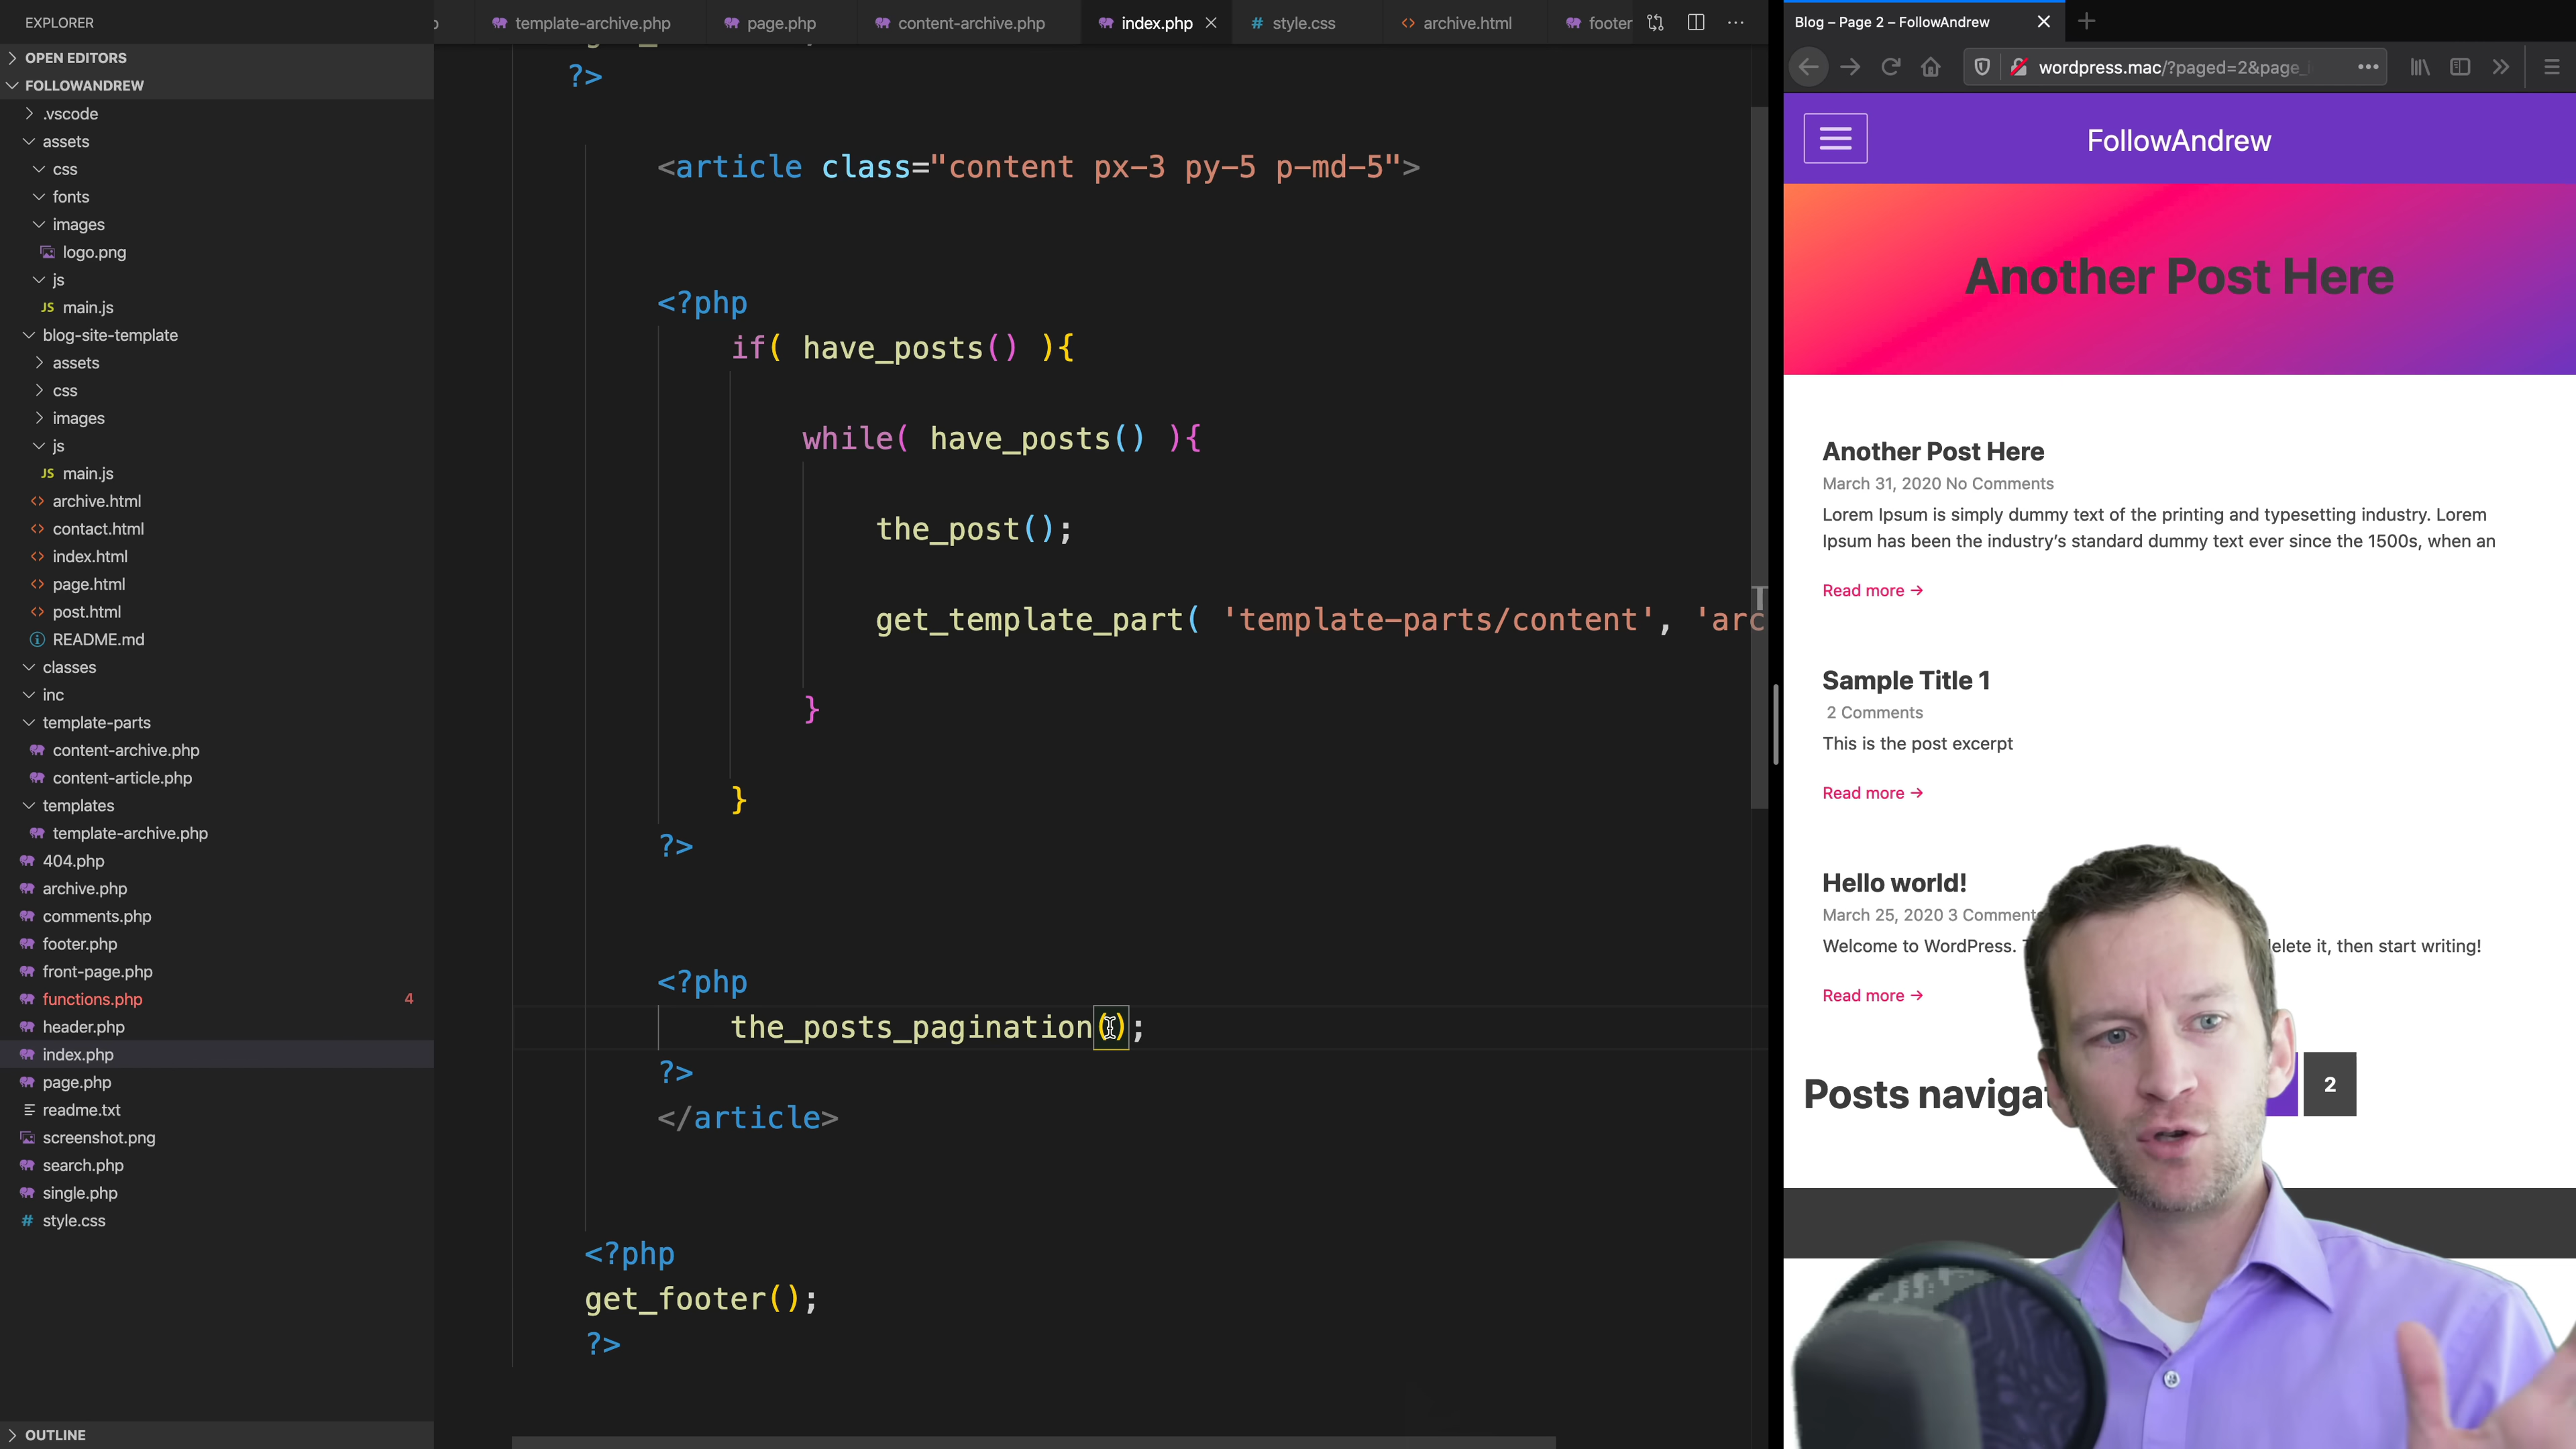 EXPLORER
OPEN EDITORS
FOLLOWANDREW
.vscode
assets
css
fonts
images
logo.png
js
JS main.js
blog-site-template
assets
css
images
js
JS main.js
archive.html
contact.html
index.html
page.html
post.html
README.md
classes
inc
template-parts
content-archive.php
content-article.php
templates
template-archive.php
404.php
archive.php
comments.php
footer.php
front-page.php
functions.php 4
header.php
index.php
page.php
readme.txt
screenshot.png
search.php
single.php
# style.css
OUTLINE
template-archive.php page.php content-archive.php index.php # style.css archive.html footer
?>
<article class="content px-3 py-5 p-md-5">
<?php
if( have_posts() ){
while( have_posts() ){
the_post();
get_template_part( 'template-parts/content', 'arc
}
}
?>
<?php
the_posts_pagination();
?>
</article>
<?php
get_footer();
?>
Blog – Page 2 – FollowAndrew
wordpress.mac/?paged=2&page_
FollowAndrew
Another Post Here
Another Post Here
March 31, 2020 No Comments
Lorem Ipsum is simply dummy text of the printing and typesetting industry. Lorem
Ipsum has been the industry's standard dummy text ever since the 1500s, when an
Read more →
Sample Title 1
2 Comments
This is the post excerpt
Read more →
Hello world!
March 25, 2020 3 Comment
Welcome to WordPress. elete it, then start writing!
Read more →
Posts naviga 2